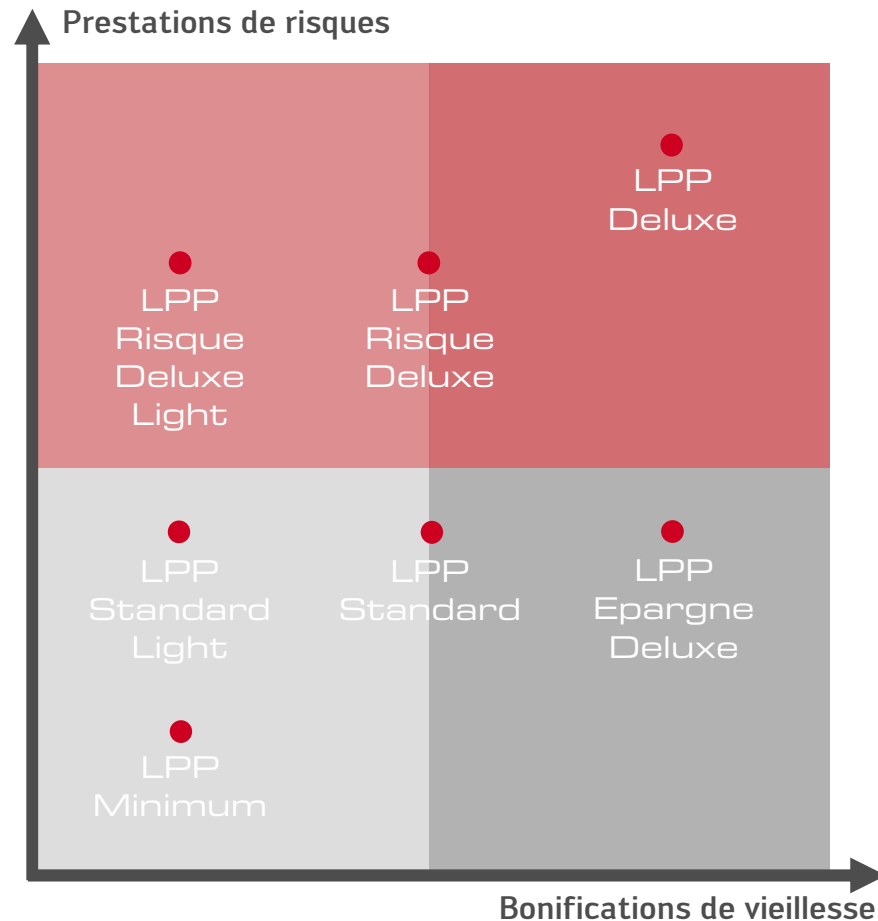 Prestations de risques
LPP
Deluxe
LPP
Risque
Deluxe
Light
LPP
Risque
Deluxe
LPP
Standard
Light
LPP
Standard
LPP
Epargne
Deluxe
LPP
Minimum
Bonifications de vieillesse